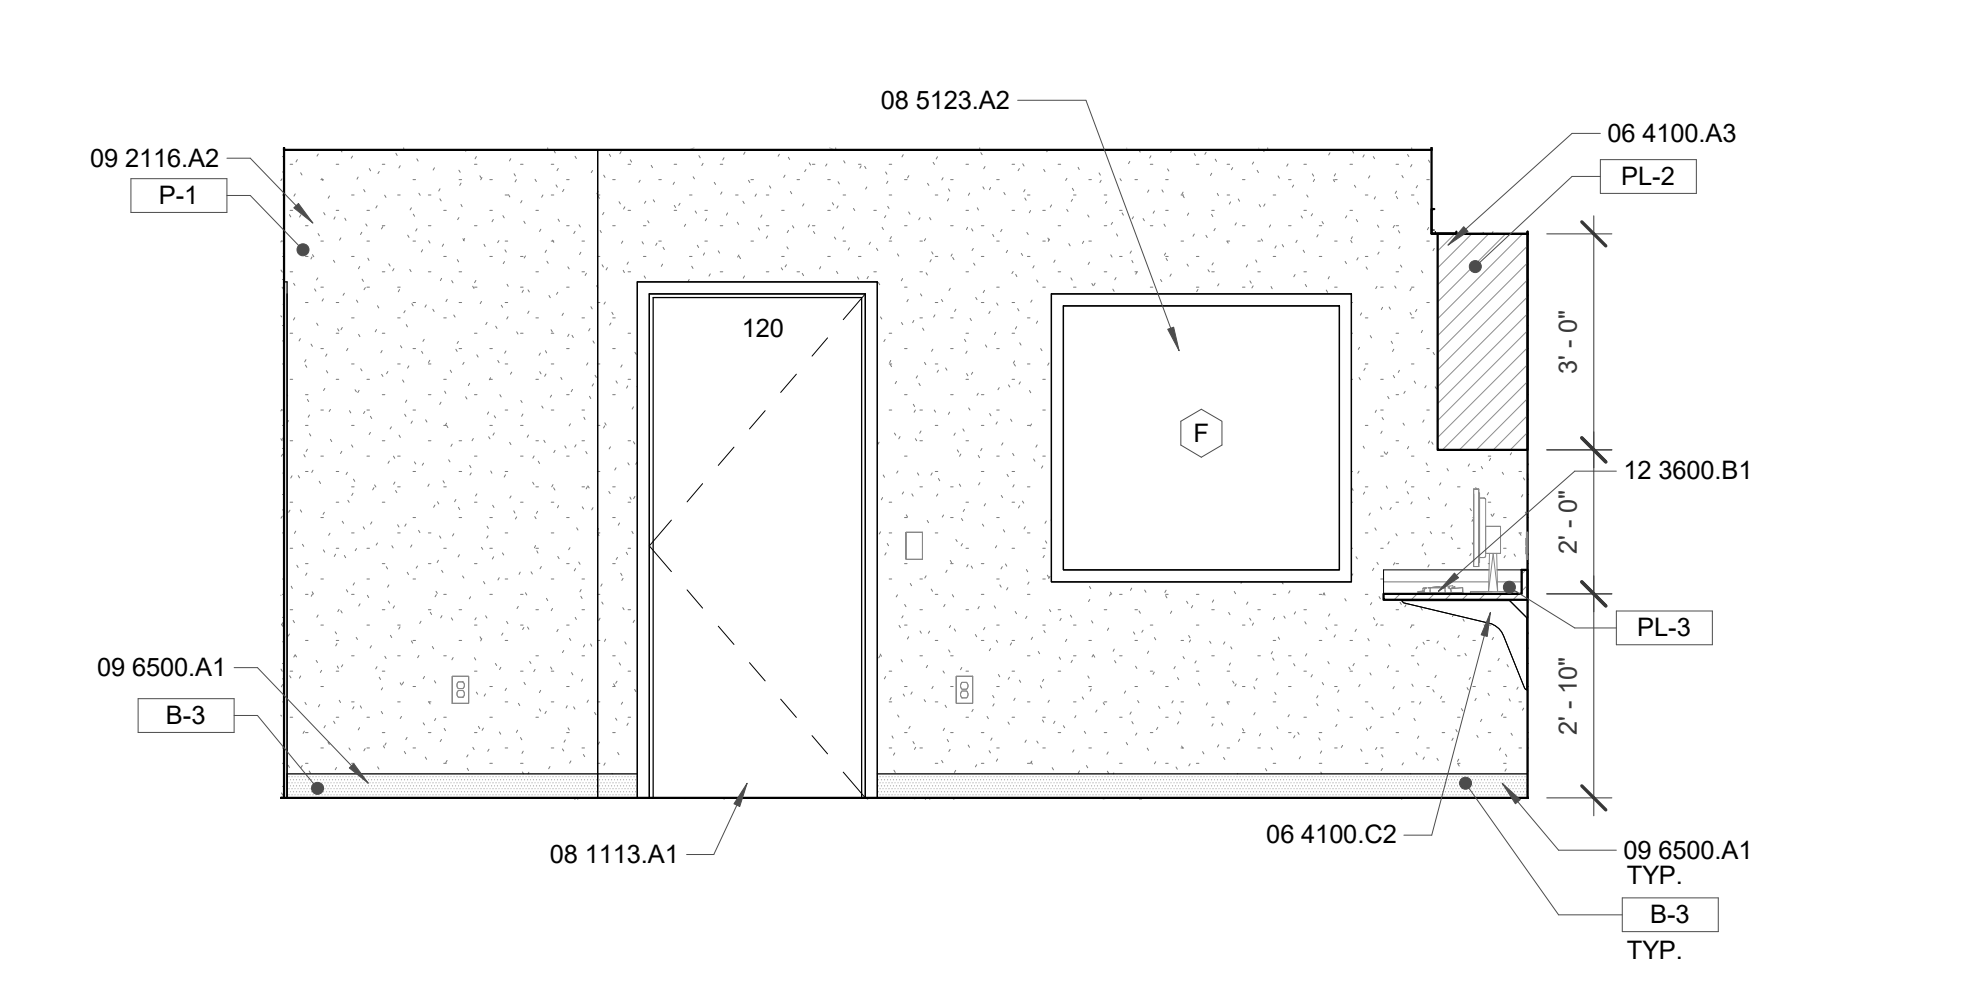 08 5123.A2
06 4100.A3
09 2116.A2
PL-2
P-1
120
3' - 0"
F
12 3600.B1
2' - 0"
PL-3
09 6500.A1
2' - 10"
B-3
06 4100.C2
08 1113.A1
09 6500.A1
TYP.
B-3
TYP.